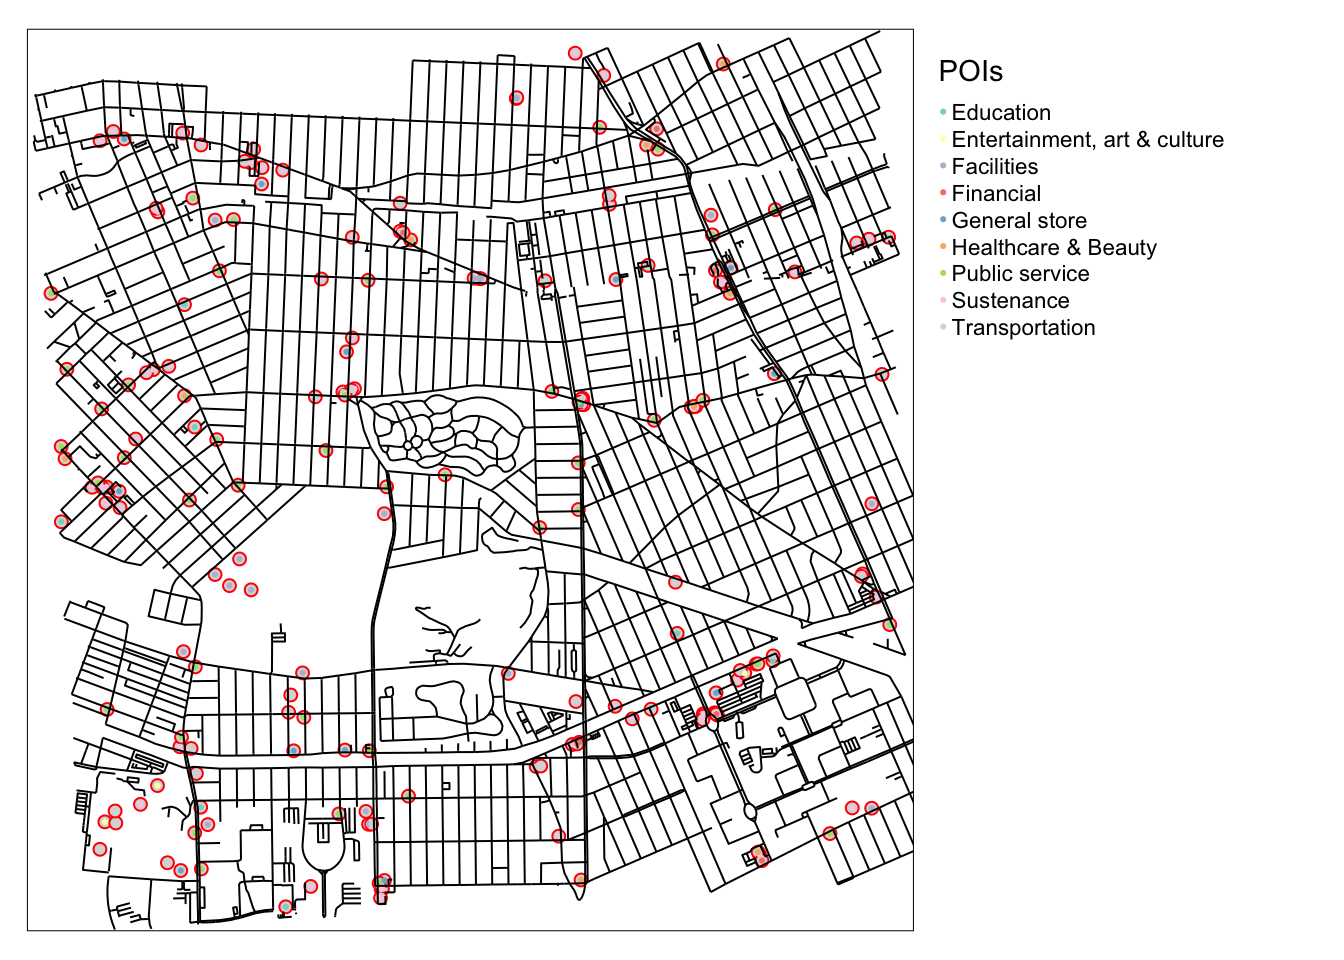 POIs
Education
Entertainment, art & culture
Facilities
Financial
General store
Healthcare & Beauty
Public service
Sustenance
Transportation